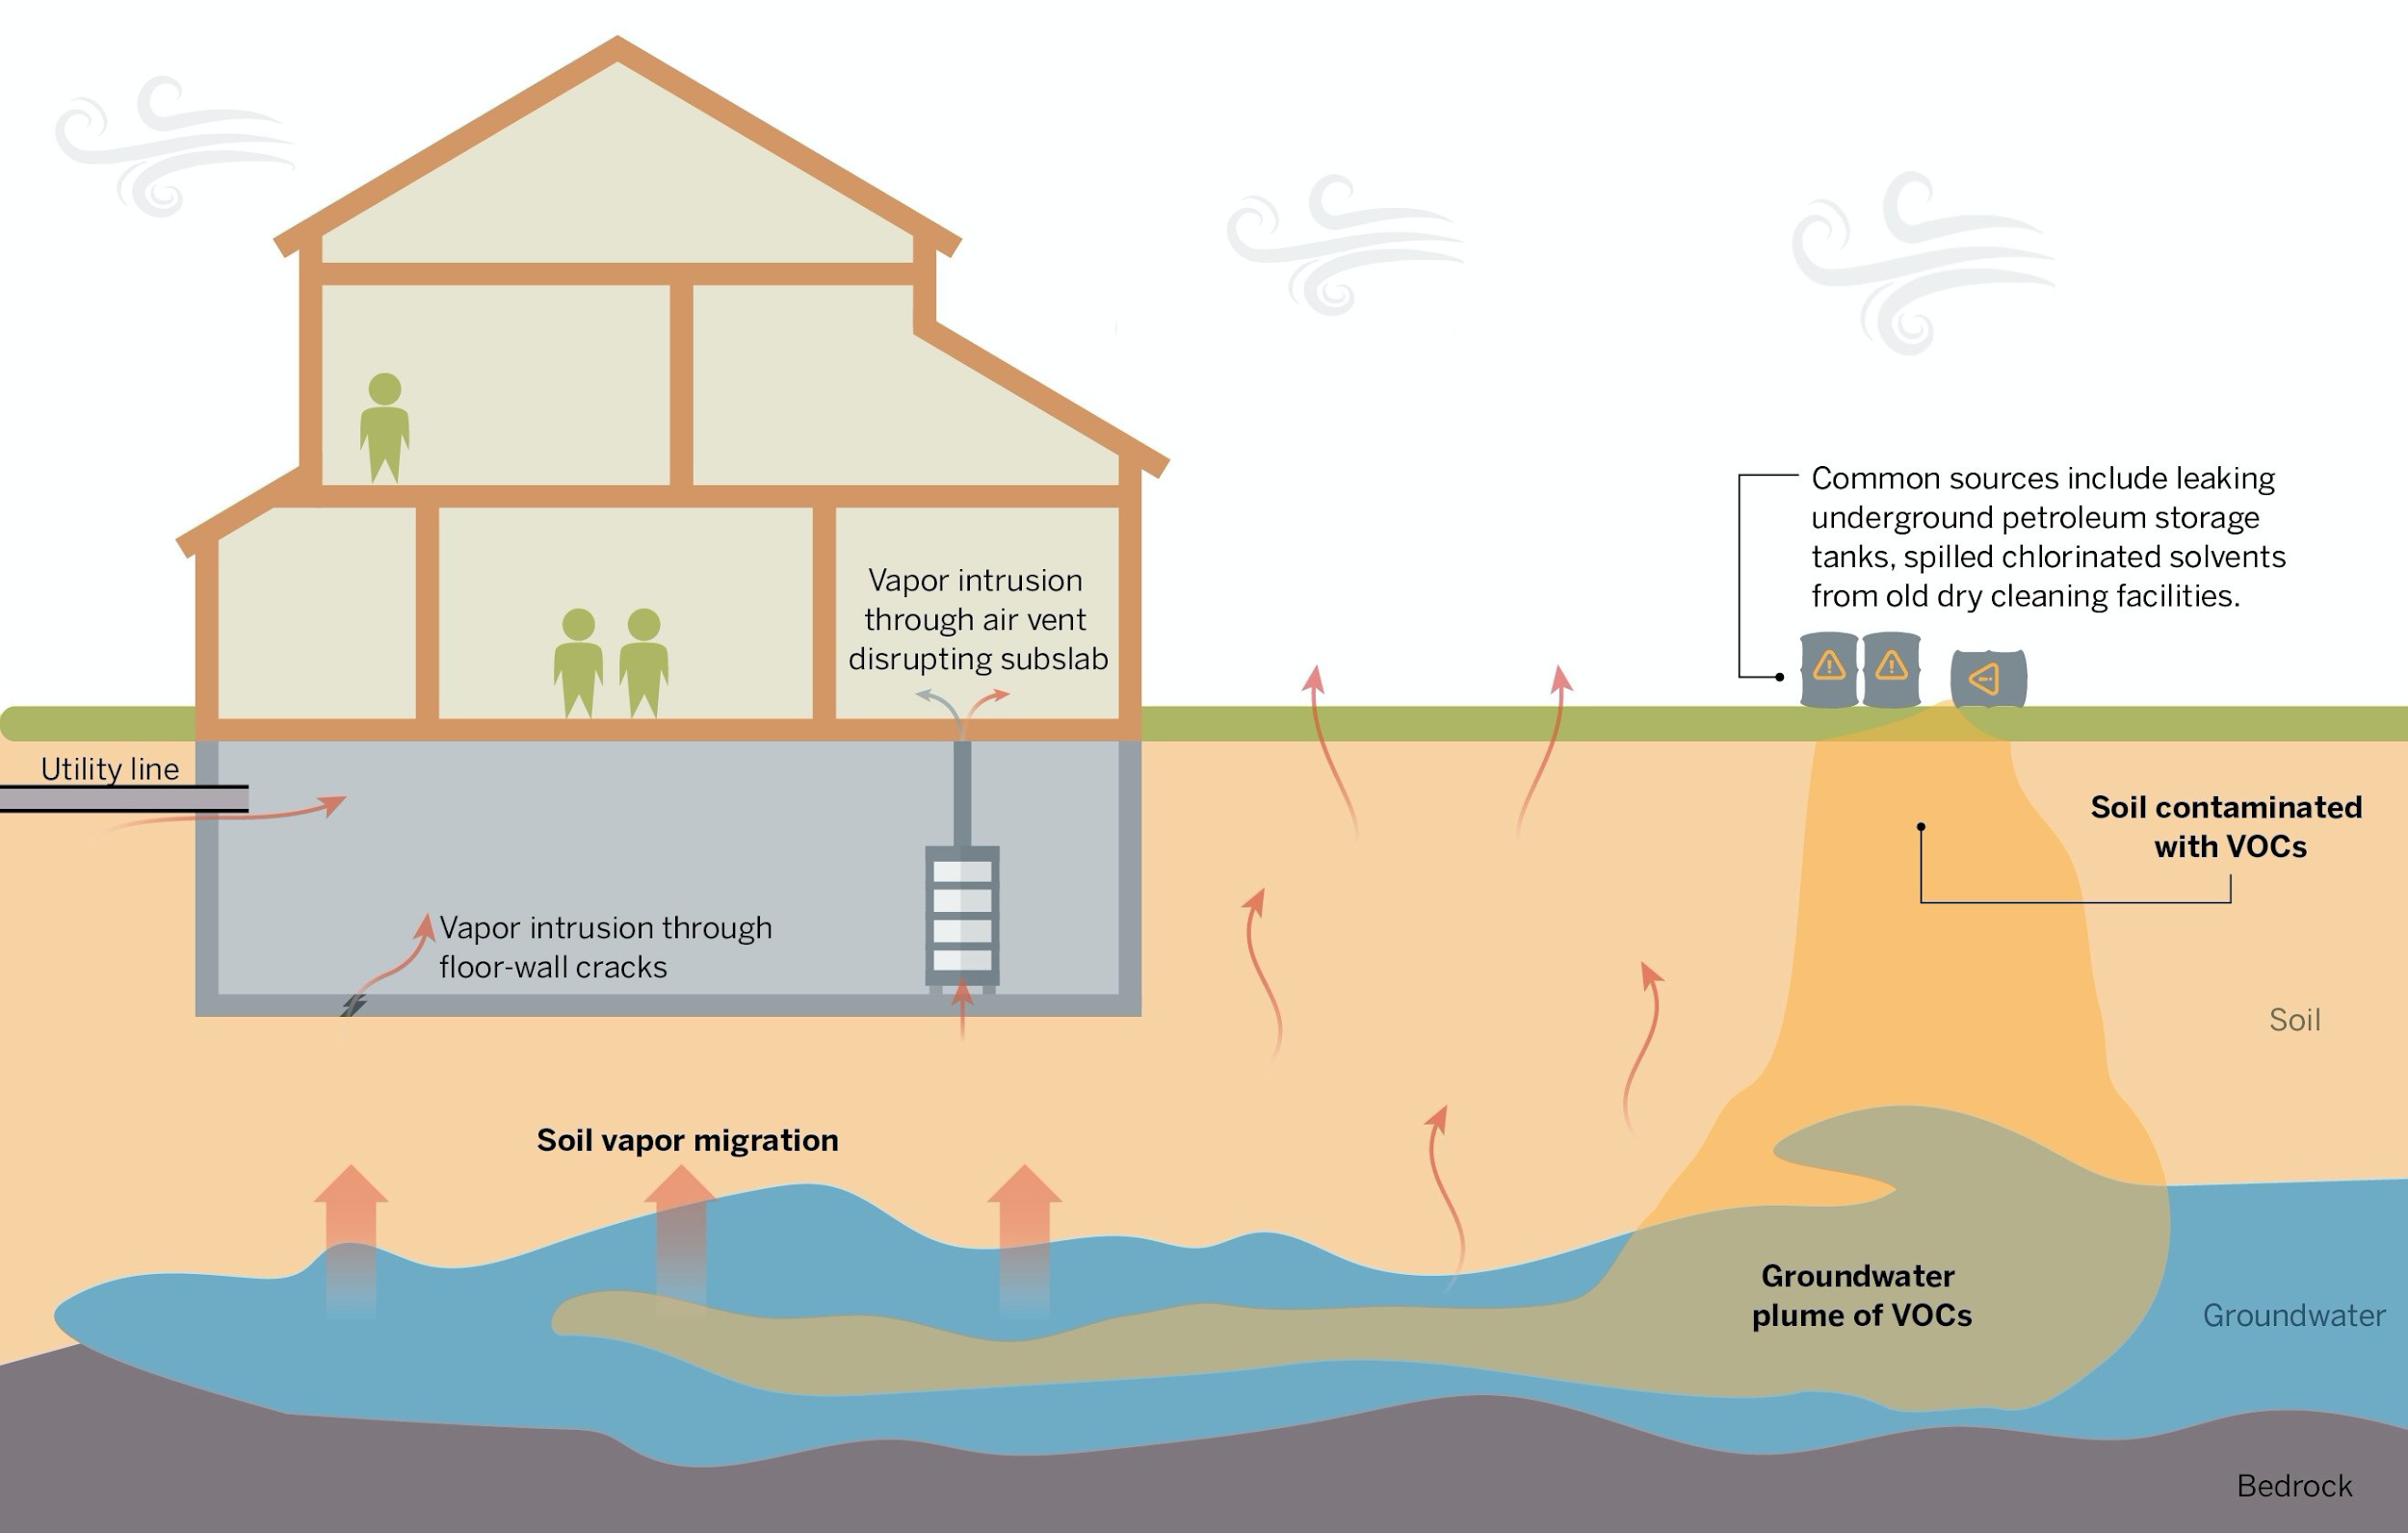 Common sources include leaking
underground petroleum storage
tanks, spilled chlorinated solvents
from old dry cleaning facilities.
Vapor intrusion
through air vent
disrupting subslab
Utility line
Soil contaminated
with VOCs
Vapor intrusion through
floor-wall cracks
Soil
Soil vapor migration
Groundwater
plume of VOCs
Groundwater
Bedrock